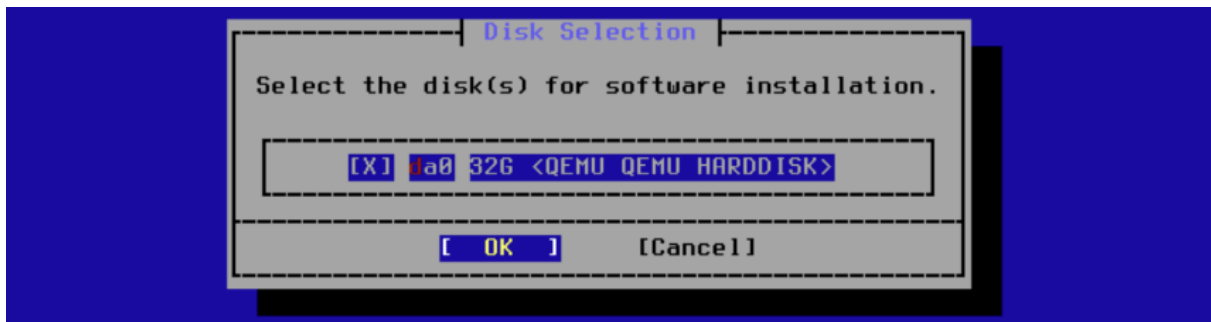 Disk Selection
Select the disk(s) for software installation.
[X] da0 32G <QEMU QEMU HARDDISK>
[ OK ] [Cancel]